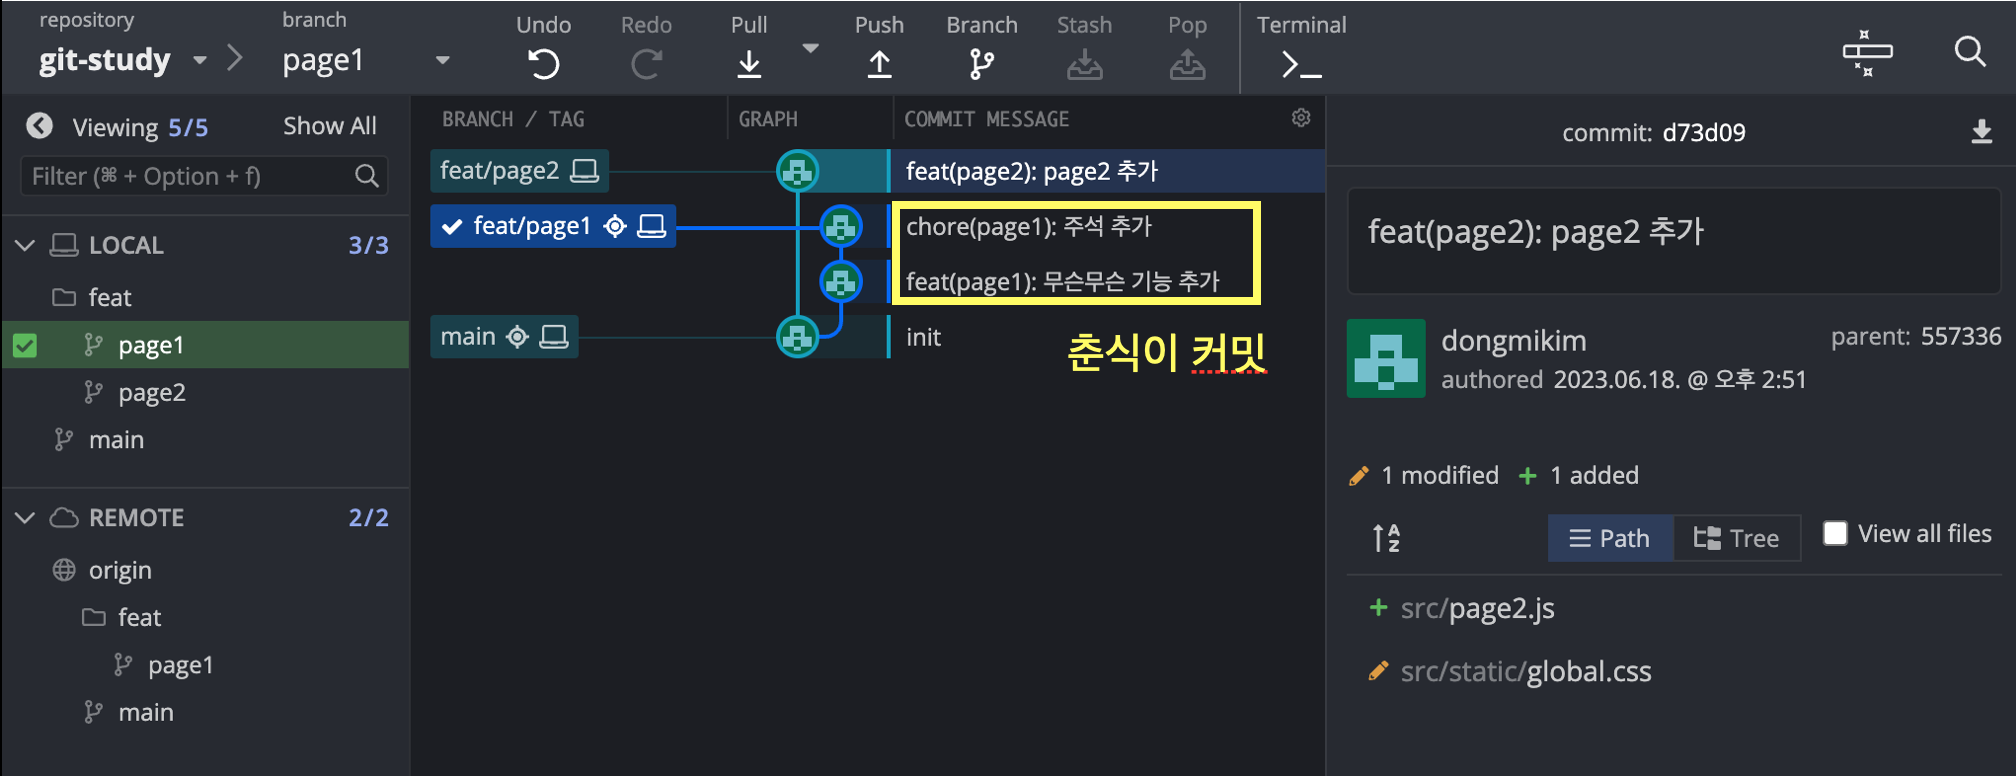 repository
git-study
branch
page1
Undo
Redo
Pull
Push
Branch
Stash
Pop
Terminal
Viewing 5/5
Show All
Filter (⌘ + Option + f)
LOCAL 3/3
feat
page1
page2
main
REMOTE 2/2
origin
feat
page1
main
BRANCH / TAG
GRAPH
COMMIT MESSAGE
feat/page2
feat(page2): page2 추가
feat/page1
chore(page1): 주석 추가
feat(page1): 무슨무슨 기능 추가
main
init
춘식이 커밋
commit: d73d09
feat(page2): page2 추가
dongmikim
authored 2023.06.18. @ 오후 2:51
parent: 557336
1 modified + 1 added
AZ
Path
Tree
View all files
+ src/page2.js
src/static/global.css